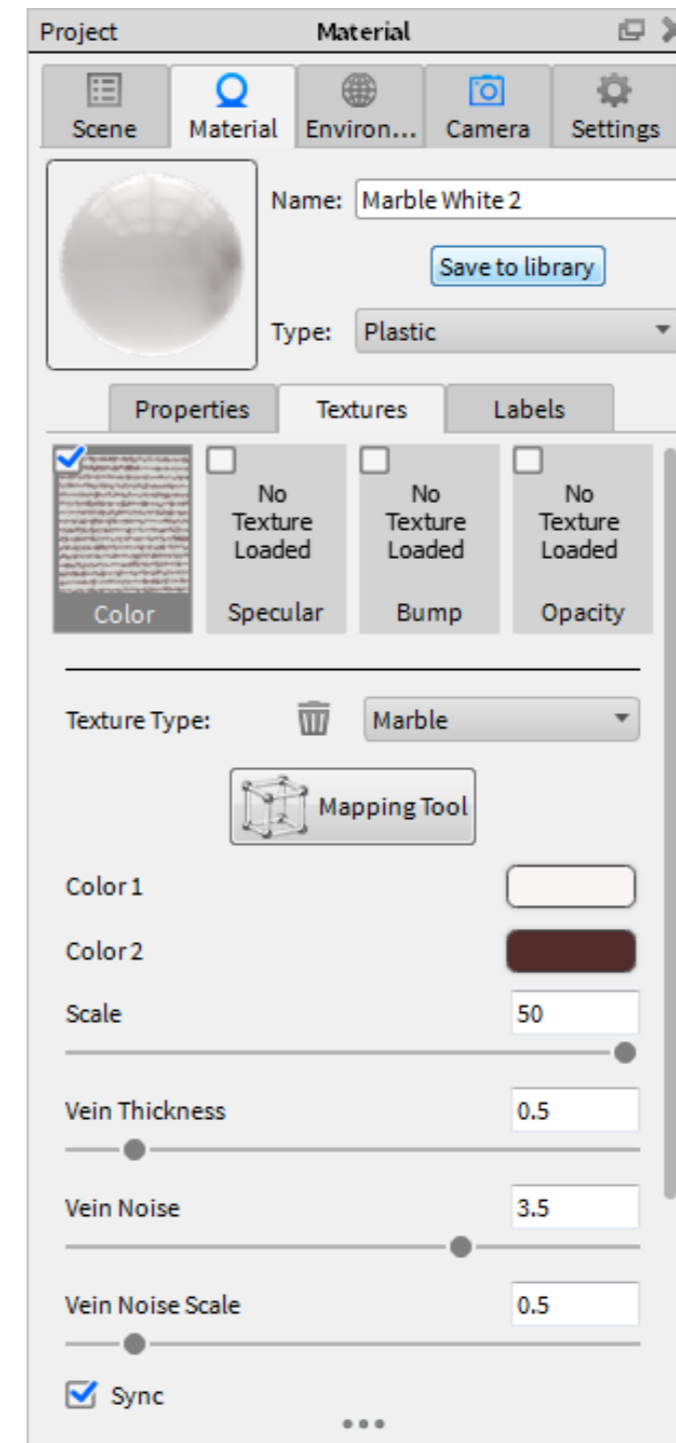 Project Material
Scene Material Environ... Camera Settings
Name: Marble White 2
Save to library
Type: Plastic
Properties Textures Labels
No Texture Loaded
No Texture Loaded
No Texture Loaded
Color Specular Bump Opacity
Texture Type: Marble
Mapping Tool
Color 1
Color 2
Scale 50
Vein Thickness 0.5
Vein Noise 3.5
Vein Noise Scale 0.5
Sync